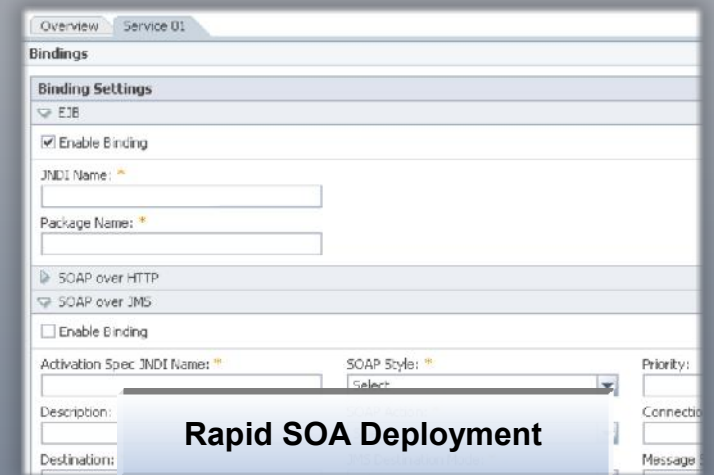 Overview Service 01
Bindings
Binding Settings
EJB
Enable Binding
JNDI Name: *
Package Name: *
SOAP over HTTP
SOAP over JMS
Enable Binding
Activation Spec JNDI Name: * SOAP Style: * Priority:
Select
Description: Connectio
Rapid SOA Deployment
Destination: Message